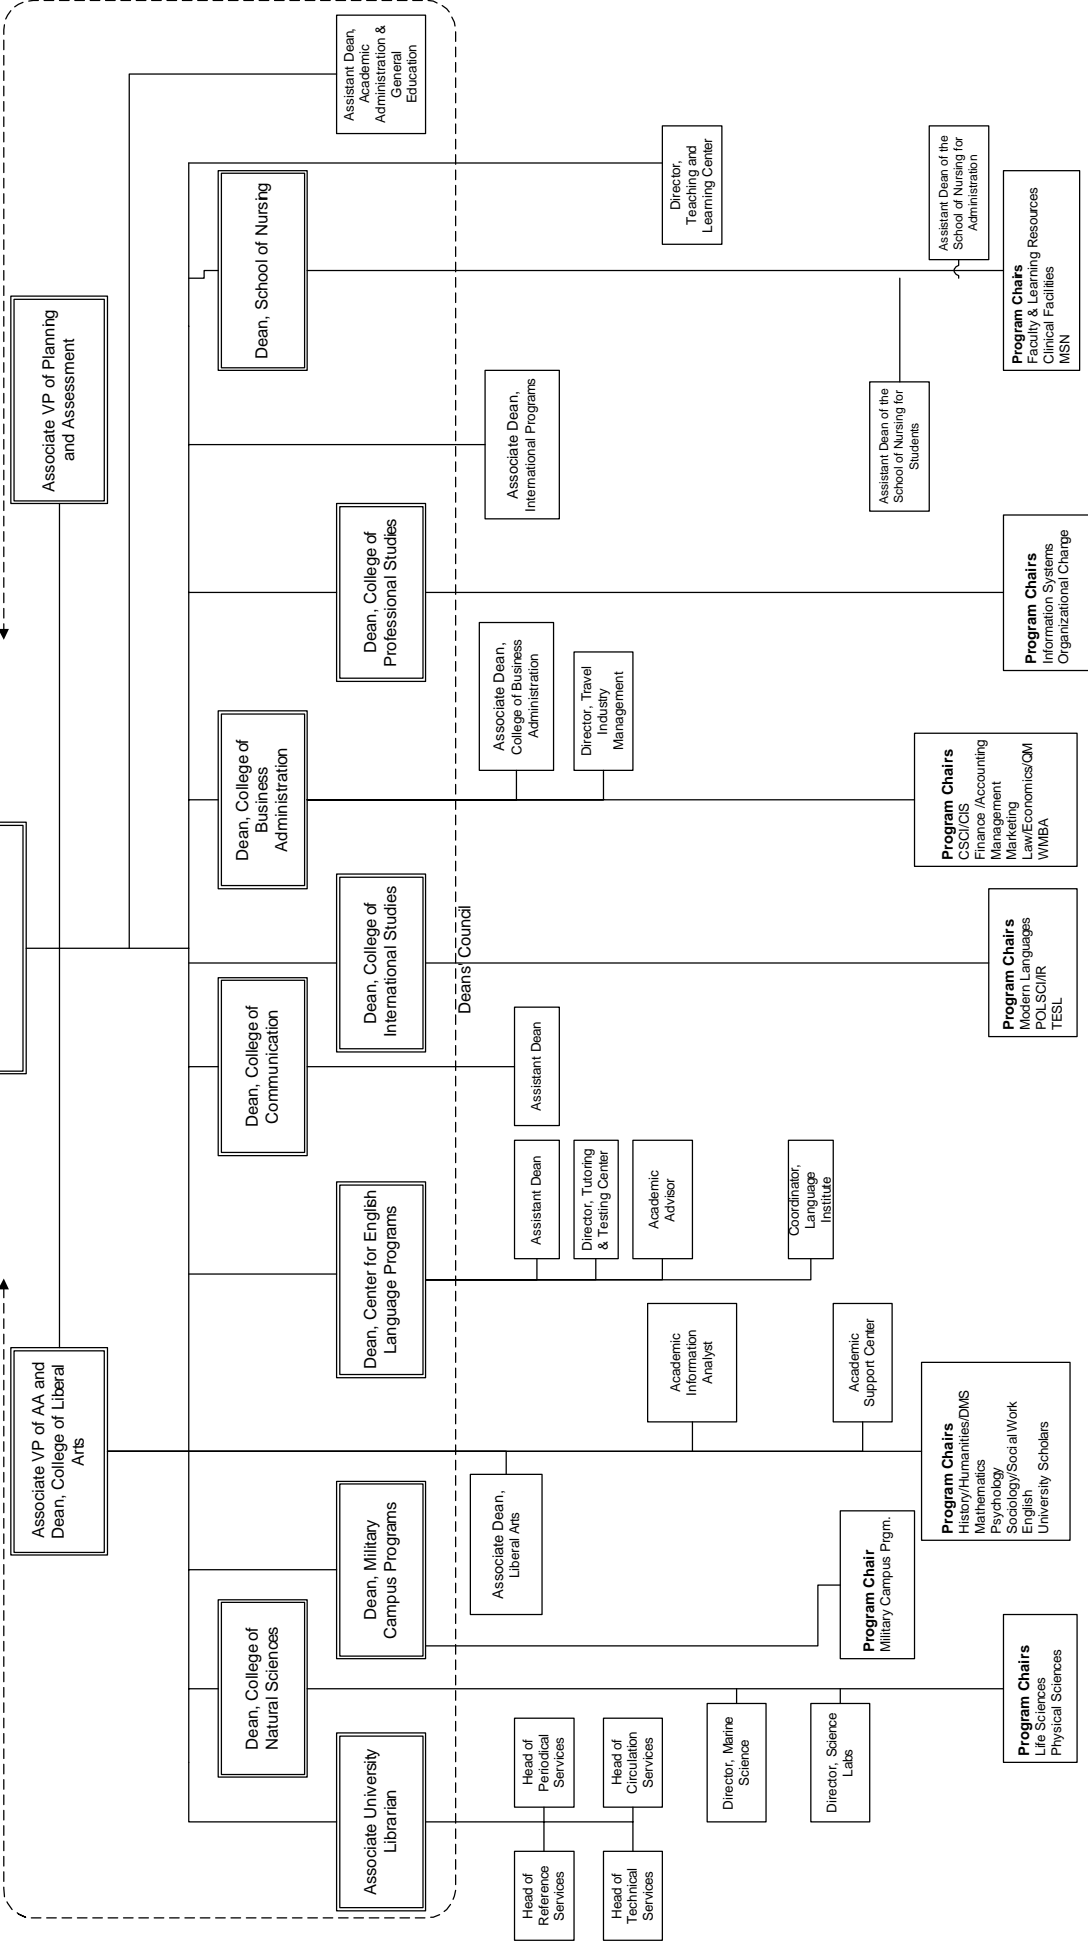 Associate VP of AA and
Dean, College of Liberal
Arts
Associate VP of Planning
and Assessment
Associate University
Librarian
Dean, College of
Natural Sciences
Dean, Military
Campus Programs
Dean, Center for English
Language Programs
Dean, College of
Communication
Dean, College of
International Studies
Dean, College of
Business
Administration
Dean, College of
Professional Studies
Dean, School of Nursing
Assistant Dean,
Academic
Administration &
General
Education
Deans' Council
Head of
Reference
Services
Head of
Periodical
Services
Head of
Technical
Services
Head of
Circulation
Services
Director, Marine
Science
Director, Science
Labs
Program Chairs
Life Sciences
Physical Sciences
Program Chair
Military Campus Prgm.
Associate Dean,
Liberal Arts
Academic
Information
Analyst
Academic
Support Center
Program Chairs
History/Humanities/DMS
Mathematics
Psychology
Sociology/Social Work
English
University Scholars
Assistant Dean
Director, Tutoring
& Testing Center
Academic
Advisor
Coordinator,
Language
Institute
Assistant Dean
Program Chairs
Modern Languages
POLSCI/IR
TESL
Associate Dean,
College of Business
Administration
Director, Travel
Industry
Management
Program Chairs
CSCI/CIS
Finance /Accounting
Management
Marketing
Law/Economics/QM
WMBA
Program Chairs
Information Systems
Organizational Charge
Associate Dean,
International Programs
Assistant Dean of the
School of Nursing for
Students
Director,
Teaching and
Learning Center
Assistant Dean of the
School of Nursing for
Administration
Program Chairs
Faculty & Learning Resources
Clinical Facilities
MSN